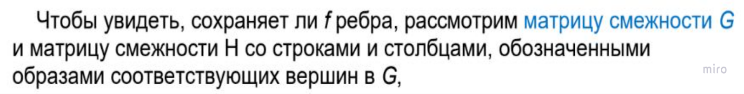 Чтобы увидеть, сохраняет ли f ребра, рассмотрим матрицу смежности G
и матрицу смежности H со строками и столбцами, обозначенными
образами соответствующих вершин в G,
miro